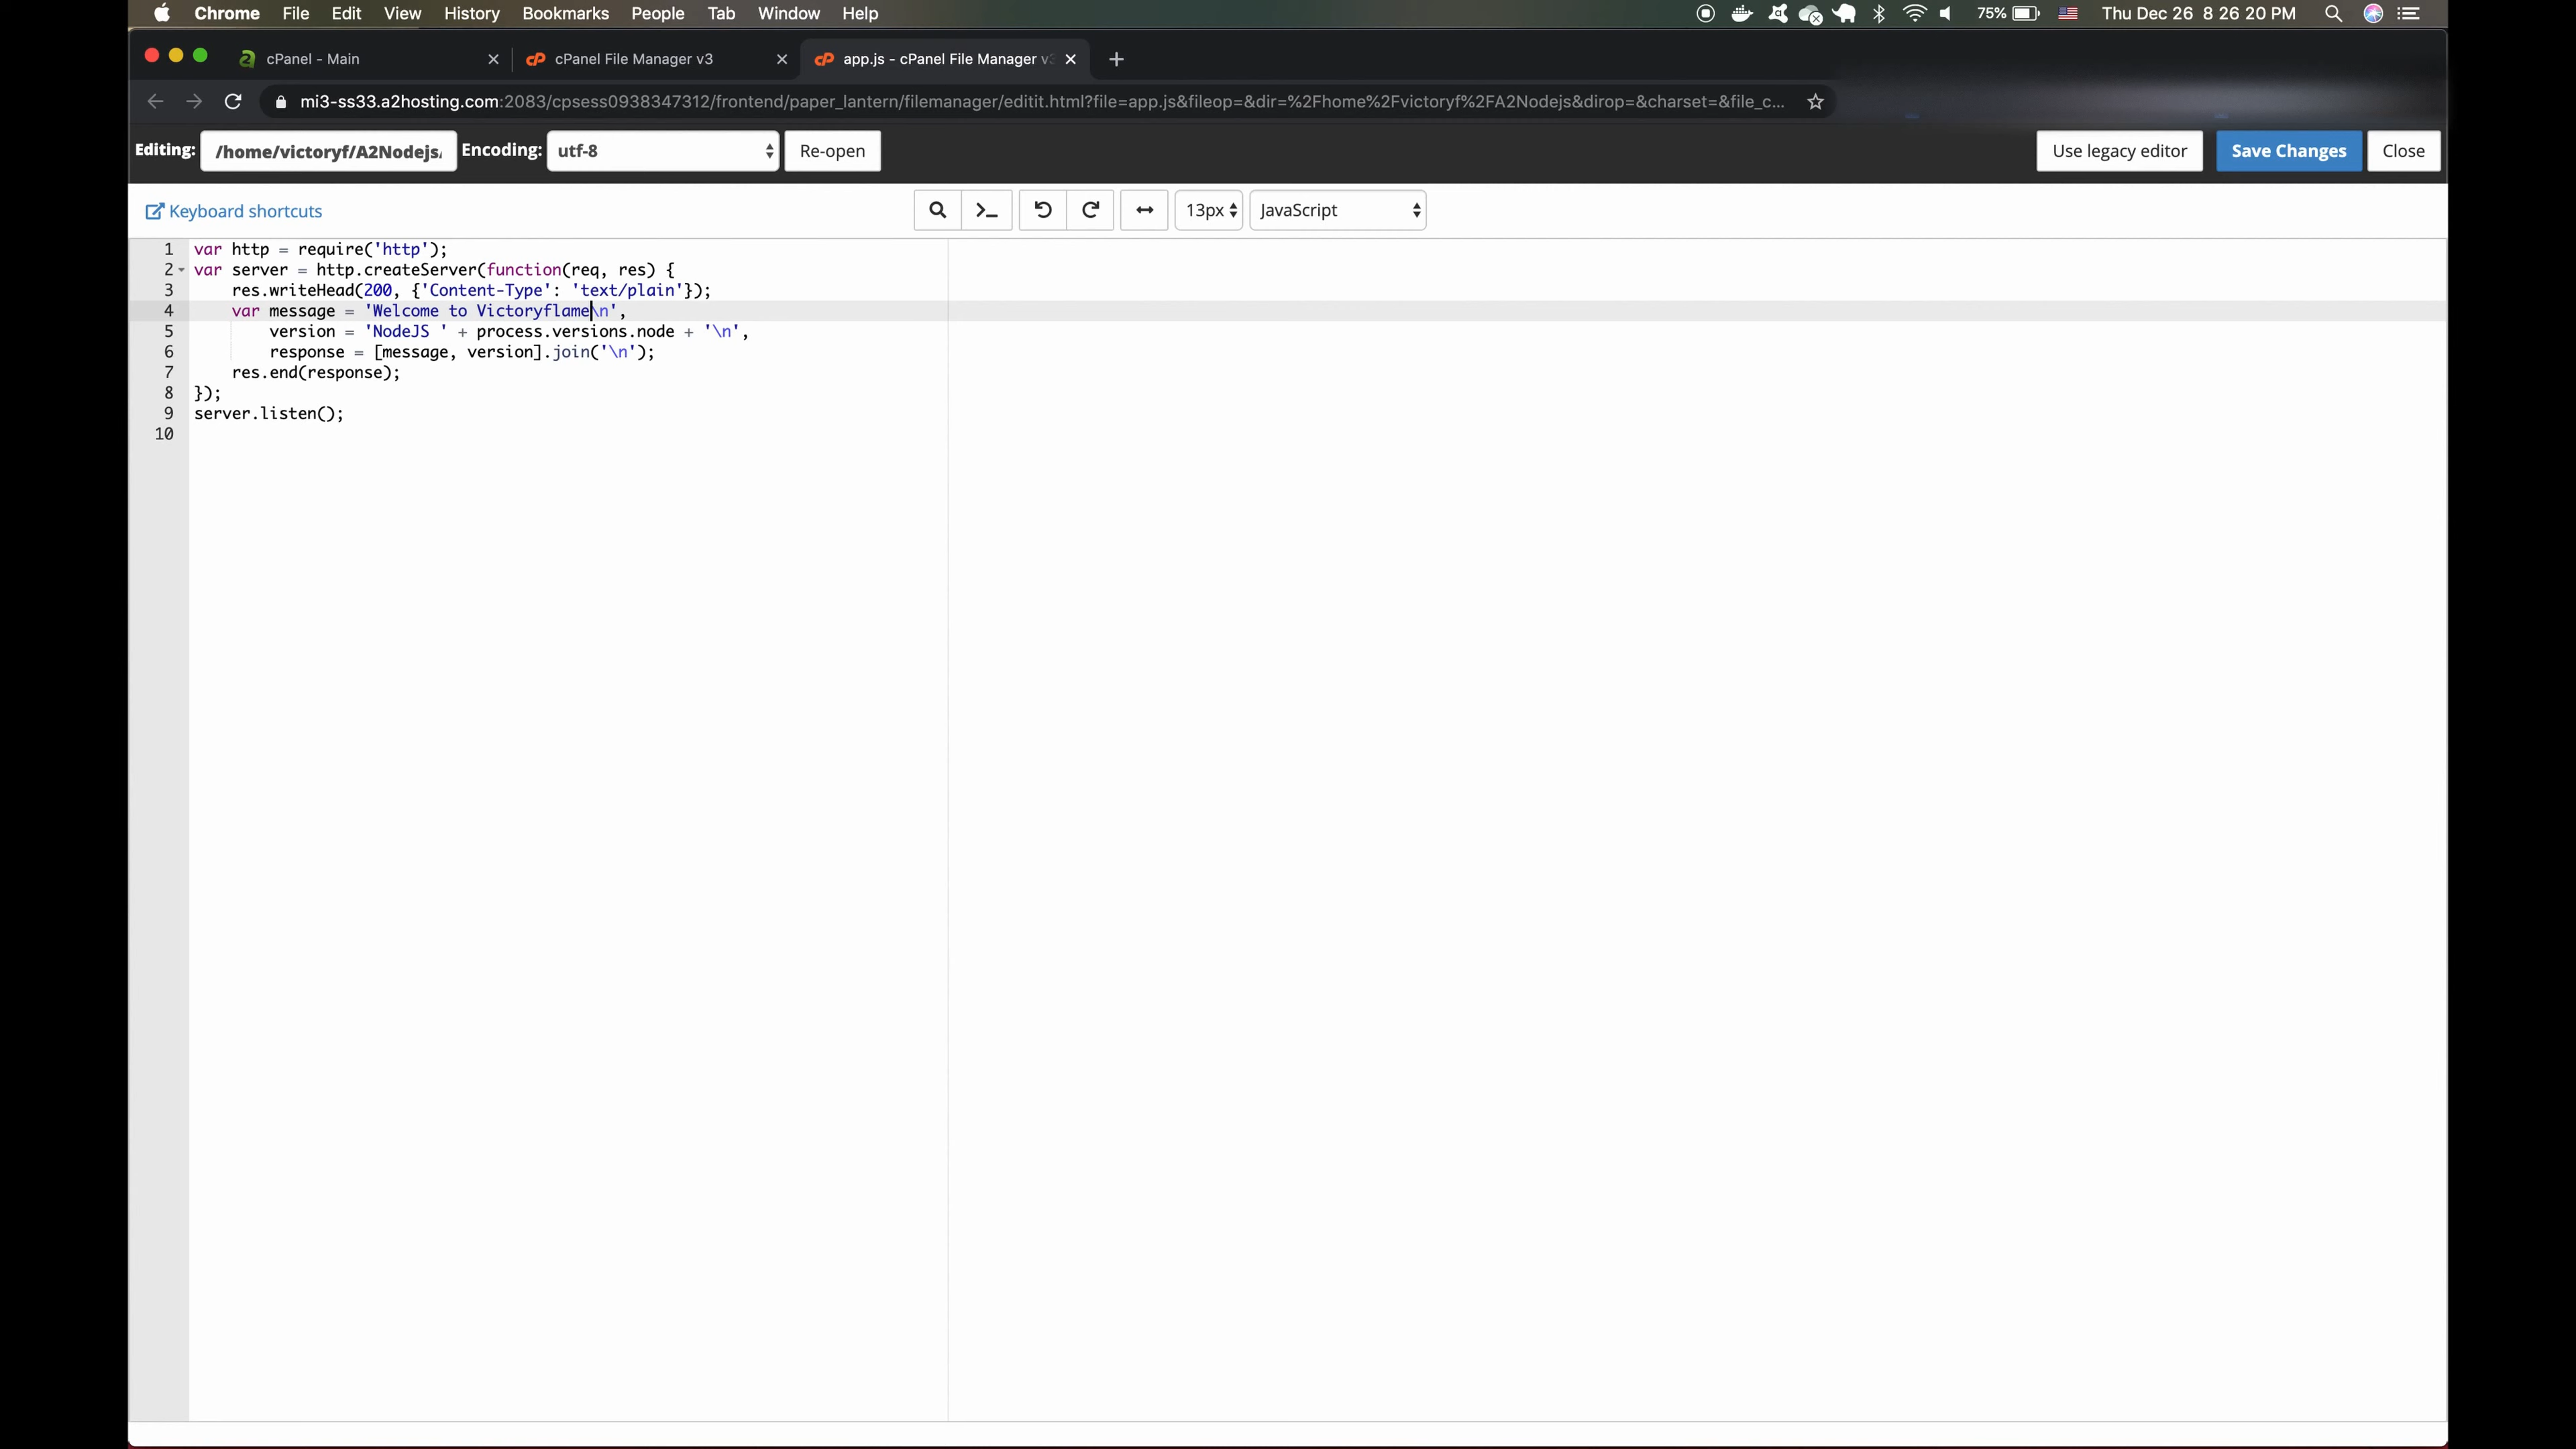 Chrome File Edit View History Bookmarks People Tab Window Help 75% Thu Dec 26 8 26 20 PM
cPanel - Main cPanel File Manager v3 app.js - cPanel File Manager v3
mi3-ss33.a2hosting.com:2083/cpsess0938347312/frontend/paper_lantern/filemanager/editit.html?file=app.js&fileop=&dir=%2Fhome%2Fvictoryf%2FA2Nodejs&dirop=&charset=&file_c...
Editing: /home/victoryf/A2Nodejs/ Encoding: utf-8 Re-open Use legacy editor Save Changes Close
Keyboard shortcuts >_ 13px JavaScript
1 var http = require('http');
2 var server = http.createServer(function(req, res) {
3 res.writeHead(200, {'Content-Type': 'text/plain'});
4 var message = 'Welcome to Victoryflame\n',
5 version = 'NodeJS ' + process.versions.node + '\n',
6 response = [message, version].join('\n');
7 res.end(response);
8 });
9 server.listen();
10